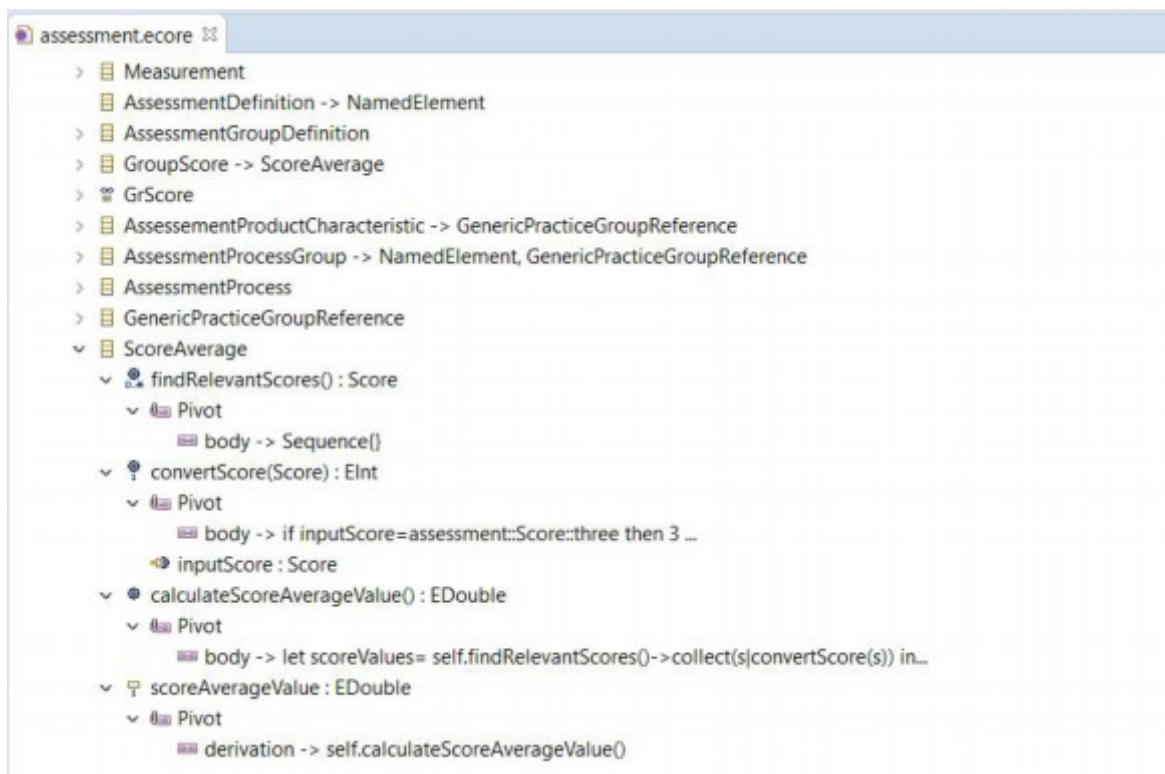 assessment.ecore
Measurement
AssessmentDefinition -> NamedElement
AssessmentGroupDefinition
GroupScore -> ScoreAverage
GrScore
AssessementProductCharacteristic -> GenericPracticeGroupReference
AssessmentProcessGroup -> NamedElement, GenericPracticeGroupReference
AssessmentProcess
GenericPracticeGroupReference
ScoreAverage
findRelevantScores() : Score
Pivot
body -> Sequence{}
convertScore(Score) : EInt
Pivot
body -> if inputScore=assessment::Score::three then 3 ...
inputScore : Score
calculateScoreAverageValue() : EDouble
Pivot
body -> let scoreValues= self.findRelevantScores()->collect(s|convertScore(s)) in...
scoreAverageValue : EDouble
Pivot
derivation -> self.calculateScoreAverageValue()